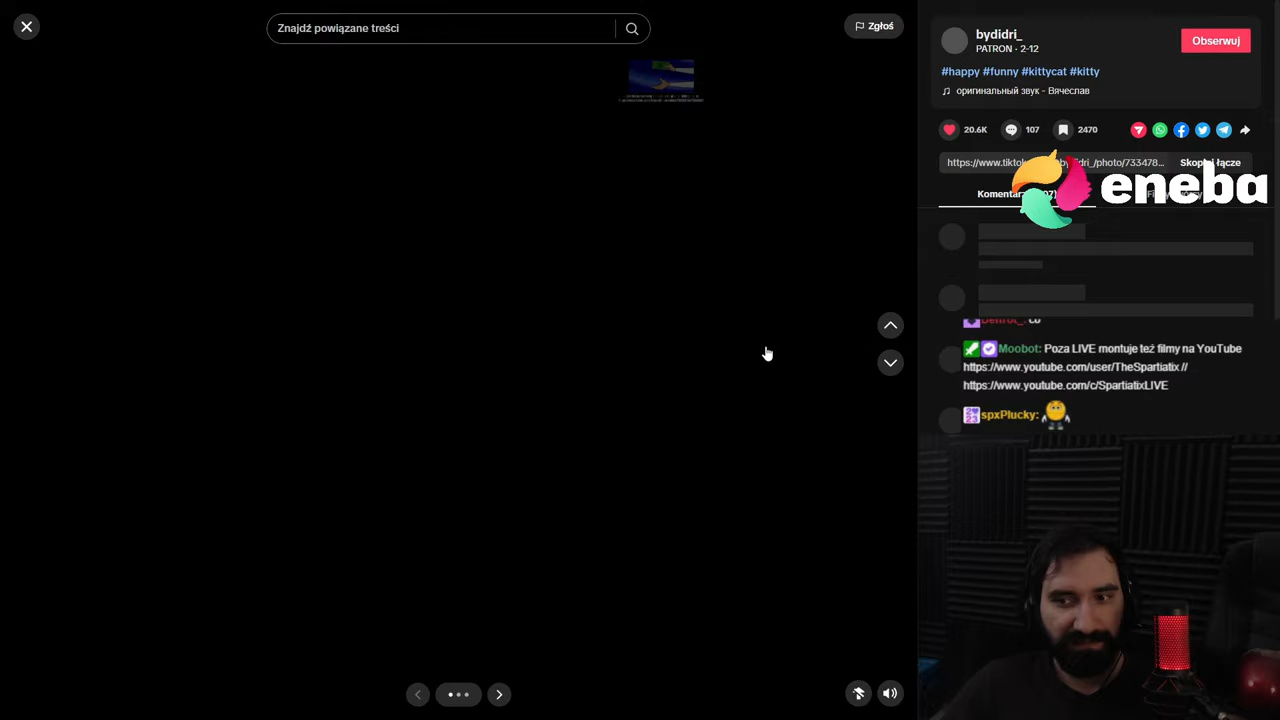 Znajdź powiązane treści
Zgłoś
bydidri_
PATRON · 2-12
Obserwuj
#happy #funny #kittycat #kitty
оригинальный звук - Вячеслав
20.6K
107
2470
Skopiuj łącze
eneba
Moobot: Poza LIVE montuje też filmy na YouTube
https://www.youtube.com/user/TheSpartiatix //
https://www.youtube.com/c/SpartiatixLIVE
spxPlucky: